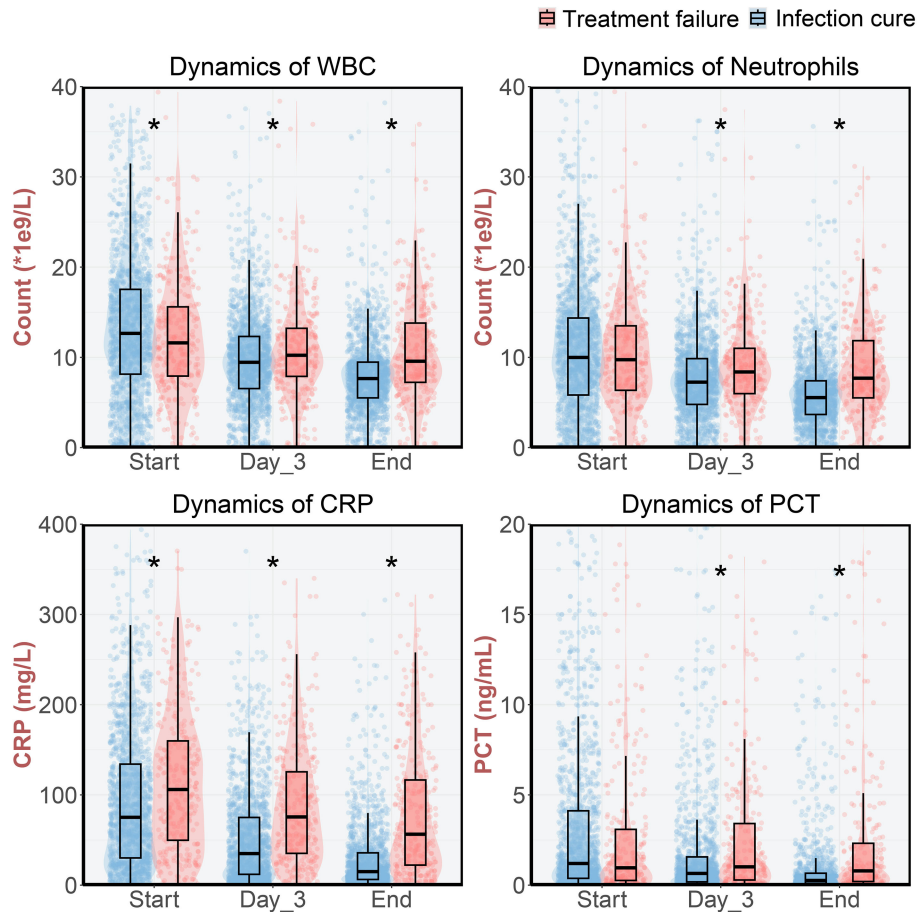 Treatment failure Infection cure
Dynamics of WBC
Count (*1e9/L)
40
30
20
10
0
* * *
Start Day_3 End
Dynamics of Neutrophils
Count (*1e9/L)
40
30
20
10
0
* *
Start Day_3 End
Dynamics of CRP
CRP (mg/L)
400
300
200
100
0
* * *
Start Day_3 End
Dynamics of PCT
PCT (ng/mL)
20
15
10
5
0
* *
Start Day_3 End